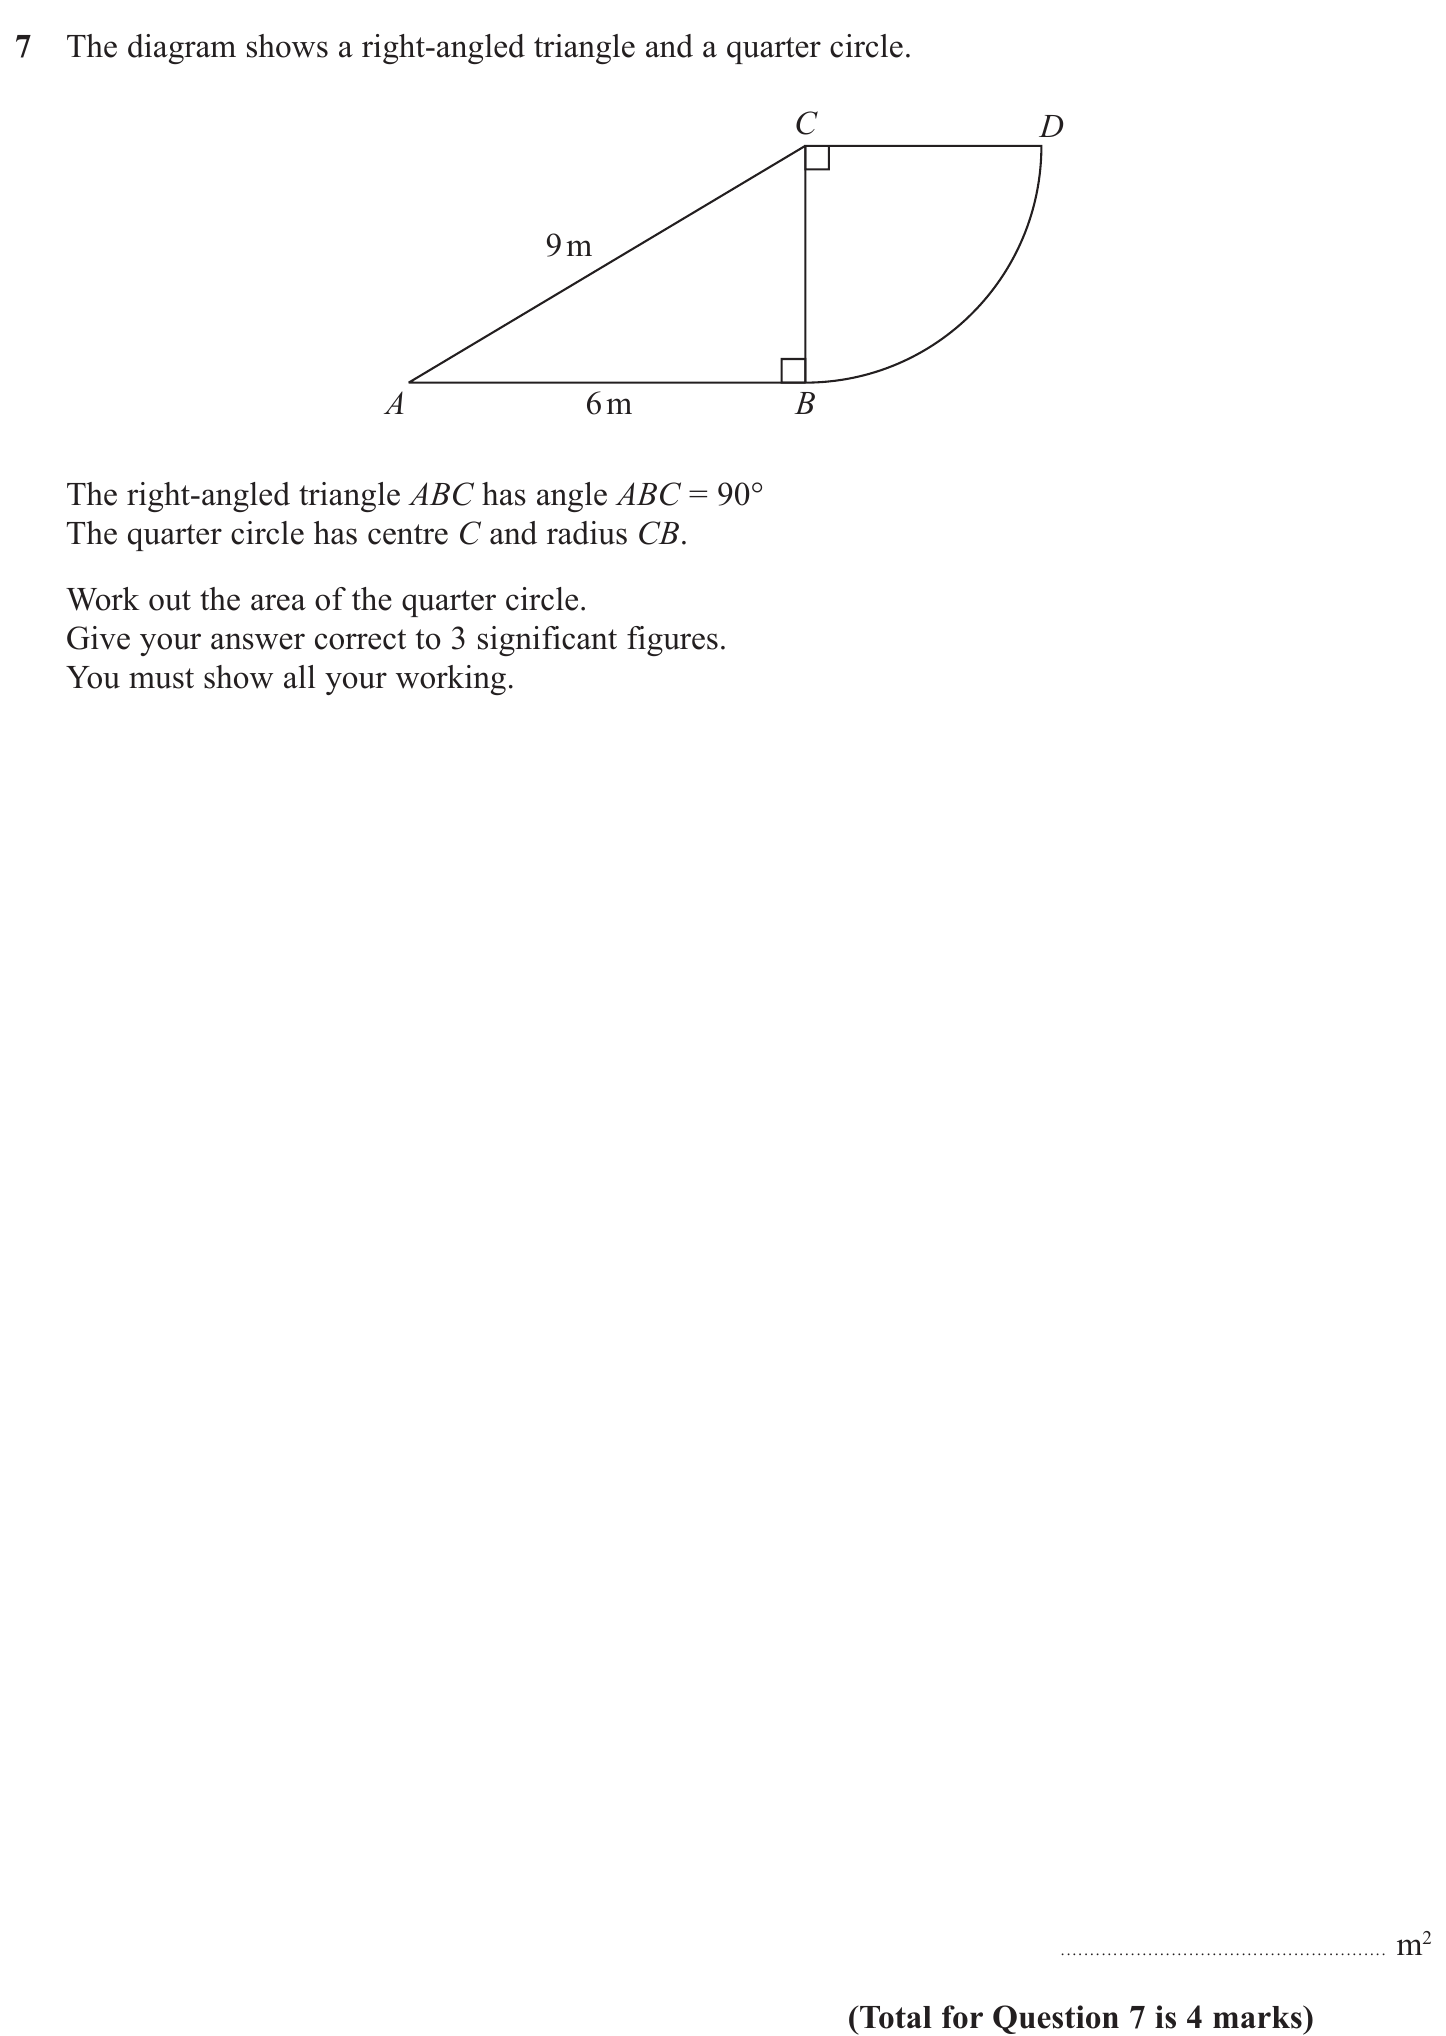 7 The diagram shows a right-angled triangle and a quarter circle.
C
D
9 m
A
6 m
B
The right-angled triangle ABC has angle ABC = 90°
The quarter circle has centre C and radius CB.
Work out the area of the quarter circle.
Give your answer correct to 3 significant figures.
You must show all your working.
...................................................... m²
(Total for Question 7 is 4 marks)